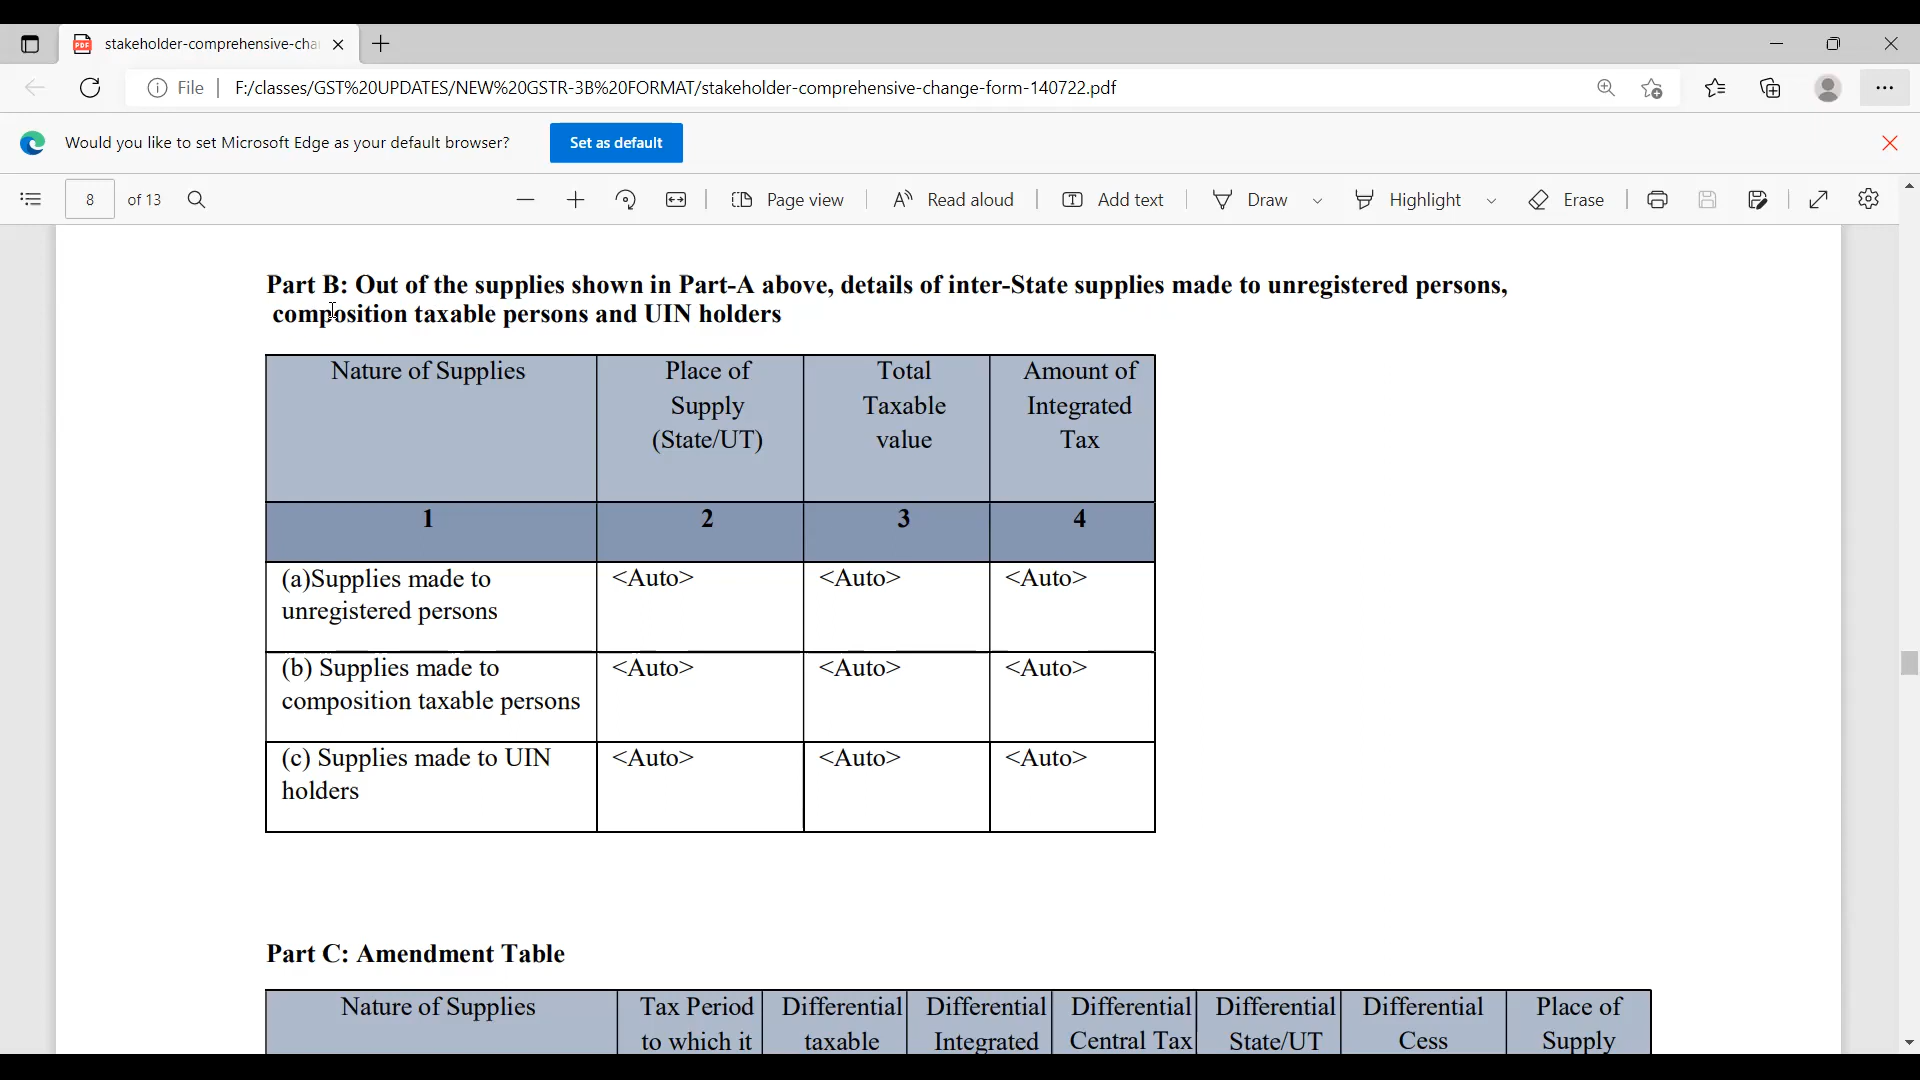 stakeholder-comprehensive-cha
File
F:/classes/GST%20UPDATES/NEW%20GSTR-3B%20FORMAT/stakeholder-comprehensive-change-form-140722.pdf
Would you like to set Microsoft Edge as your default browser?
Set as default
8 of 13
Page view
Read aloud
Add text
Draw
Highlight
Erase
Part B: Out of the supplies shown in Part-A above, details of inter-State supplies made to unregistered persons,
composition taxable persons and UIN holders
Nature of Supplies
Place of
Supply
(State/UT)
Total
Taxable
value
Amount of
Integrated
Tax
1 2 3 4
(a)Supplies made to
unregistered persons
<Auto> <Auto> <Auto>
(b) Supplies made to
composition taxable persons
<Auto> <Auto> <Auto>
(c) Supplies made to UIN
holders
<Auto> <Auto> <Auto>
Part C: Amendment Table
Nature of Supplies
Tax Period
to which it
Differential
taxable
Differential
Integrated
Differential
Central Tax
Differential
State/UT
Differential
Cess
Place of
Supply